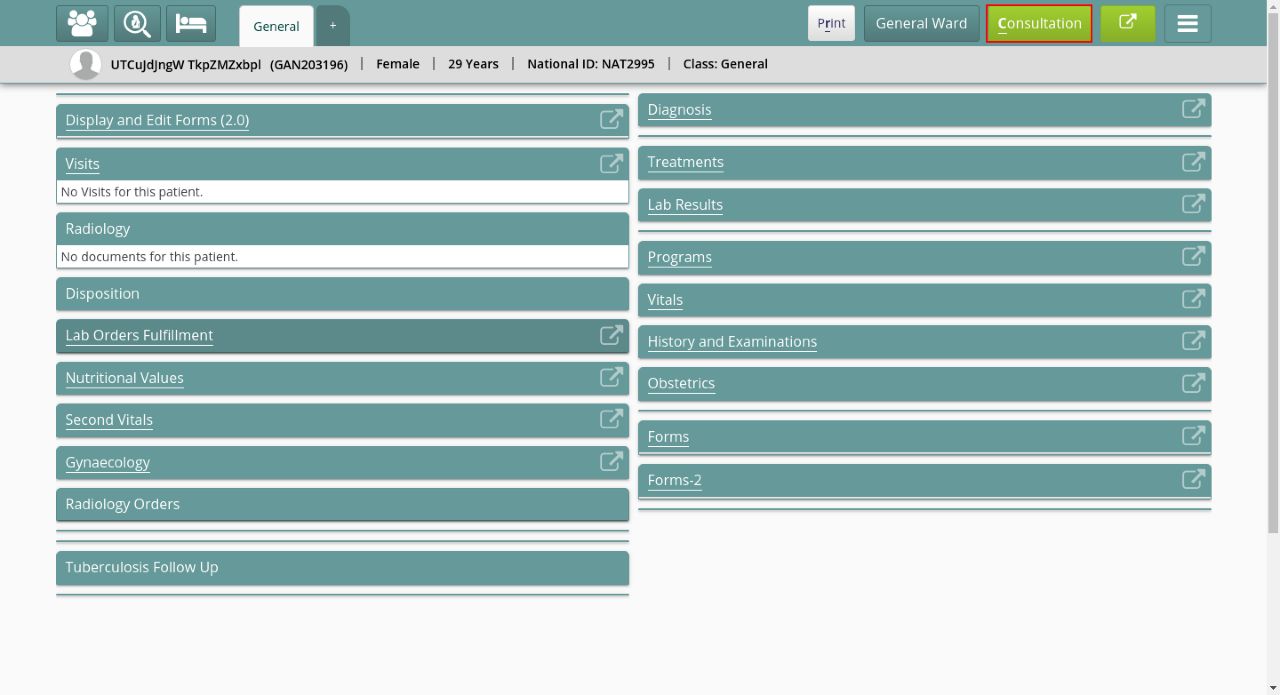 General
+
Print
General Ward
Consultation
UTCuJdJngW TkpZMZxbpl (GAN203196) | Female | 29 Years | National ID: NAT2995 | Class: General
Display and Edit Forms (2.0)
Visits
No Visits for this patient.
Radiology
No documents for this patient.
Disposition
Lab Orders Fulfillment
Nutritional Values
Second Vitals
Gynaecology
Radiology Orders
Tuberculosis Follow Up
Diagnosis
Treatments
Lab Results
Programs
Vitals
History and Examinations
Obstetrics
Forms
Forms-2